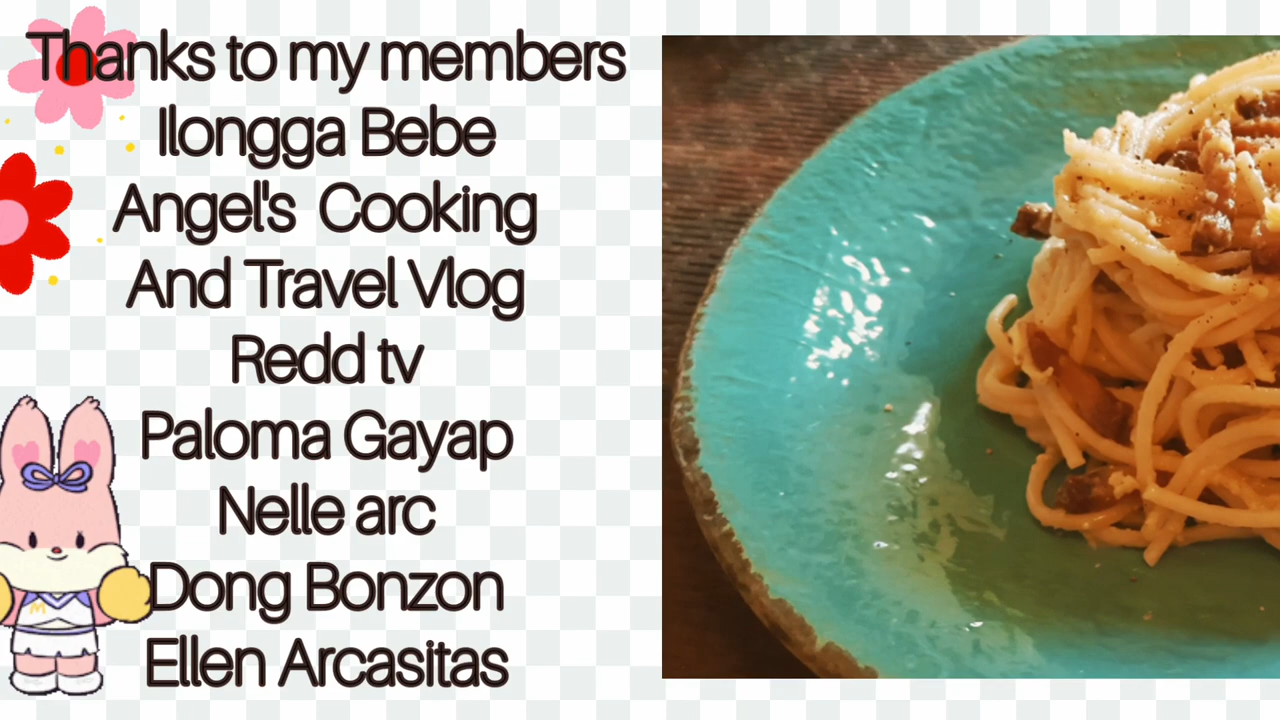 Thanks to my members
Ilongga Bebe
Angel's Cooking
And Travel Vlog
Redd tv
Paloma Gayap
Nelle arc
Dong Bonzon
Ellen Arcasitas
M